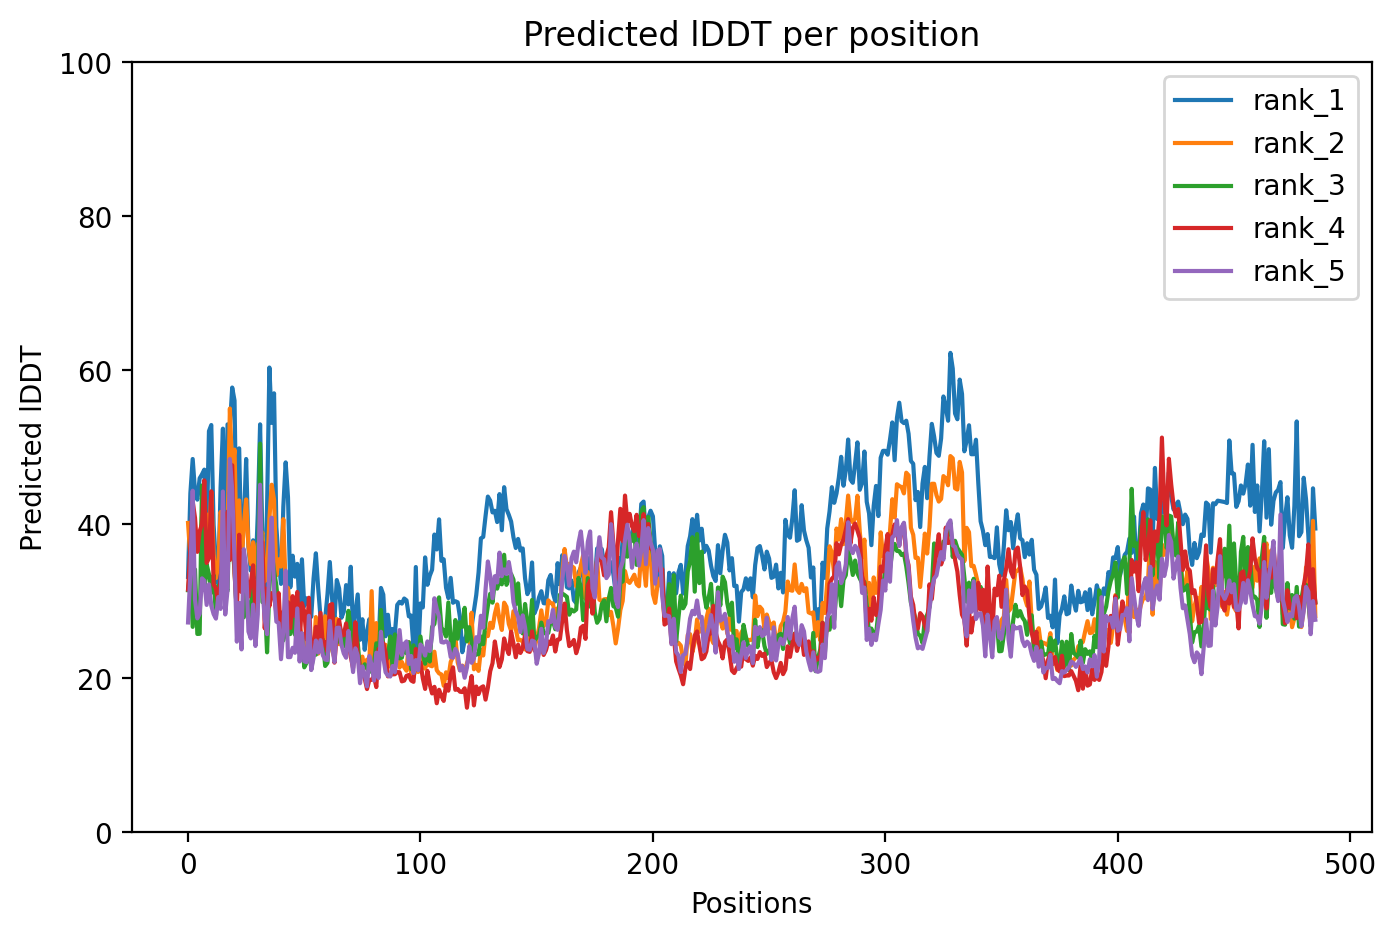 Predicted lDDT per position
100
80
60
40
20
0
Predicted lDDT
0 100 200 300 400 500
Positions
rank_1
rank_2
rank_3
rank_4
rank_5